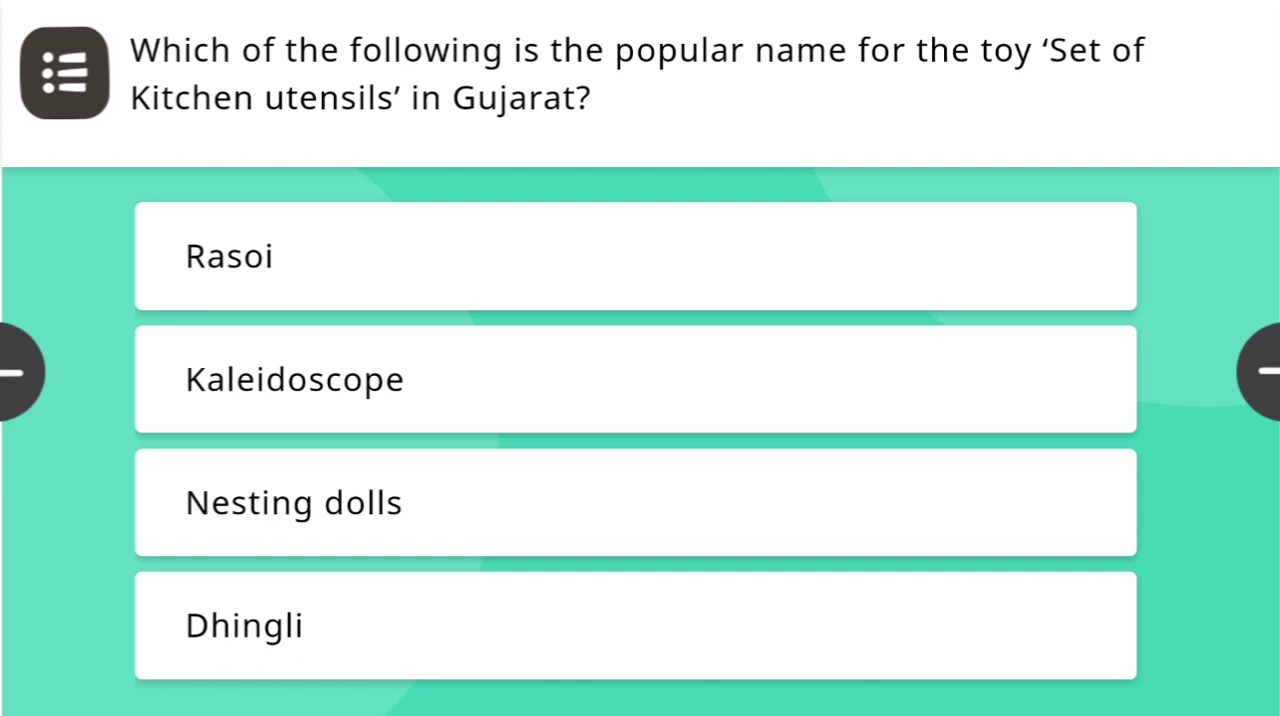 Which of the following is the popular name for the toy ‘Set of
Kitchen utensils’ in Gujarat?
Rasoi
Kaleidoscope
Nesting dolls
Dhingli